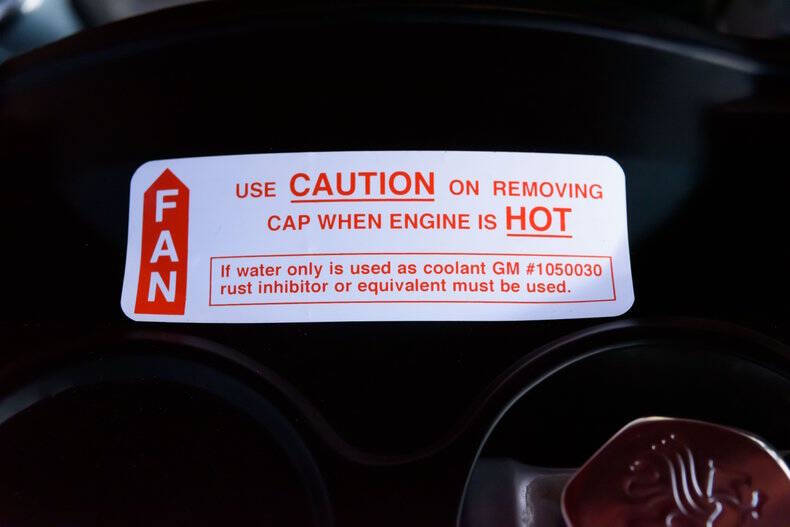 FAN
USE CAUTION ON REMOVING
CAP WHEN ENGINE IS HOT
If water only is used as coolant GM #1050030
rust inhibitor or equivalent must be used.